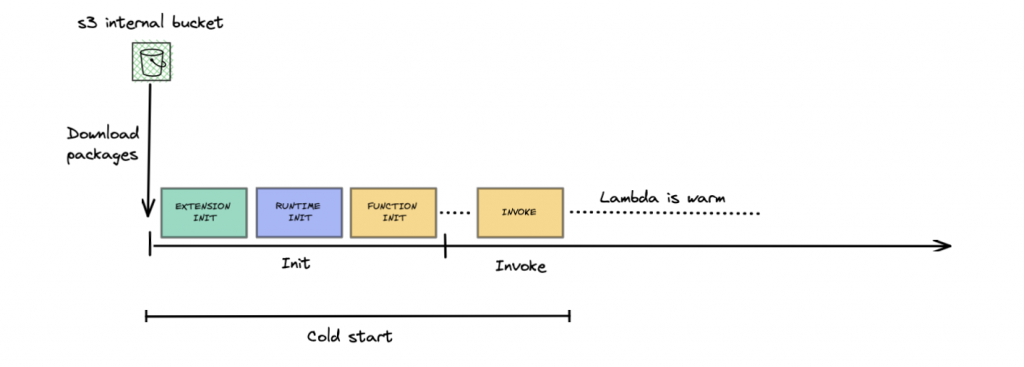 s3 internal bucket
Download
packages
EXTENSION
INIT
RUNTIME
INIT
FUNCTION
INIT
INVOKE
Lambda is warm
Init
Invoke
Cold start